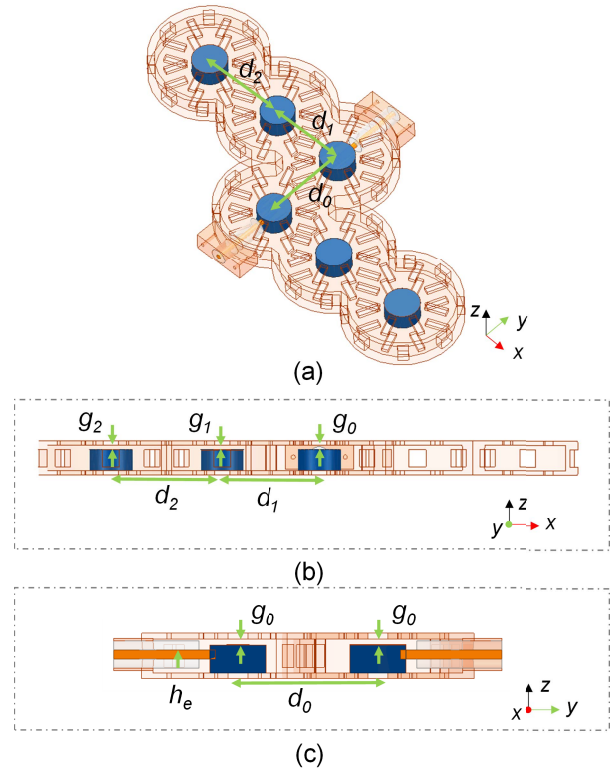 d2
d1
d0
z
y
x
(a)
g2 g1 g0
d2 d1
z
y x
(b)
g0 g0
he d0
z
x y
(c)